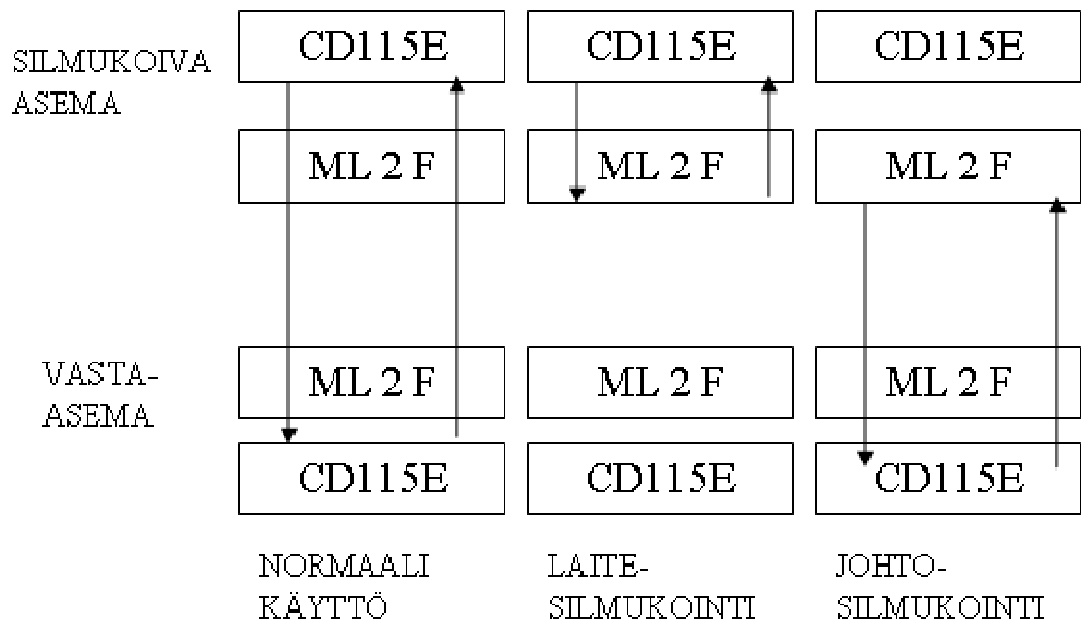 SILMUKOIVA
ASEMA
CD115E
CD115E
CD115E
ML 2 F
ML 2 F
ML 2 F
VASTA-
ASEMA
ML 2 F
ML 2 F
ML 2 F
CD115E
CD115E
CD115E
NORMAALI
KÄYTTÖ
LAITE-
SILMUKOINTI
JOHTO-
SILMUKOINTI